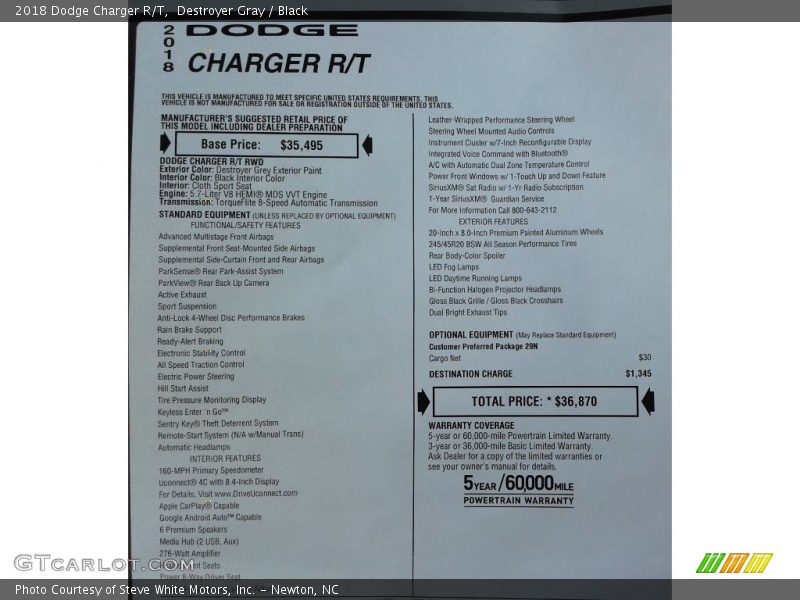 2018 Dodge Charger R/T,  Destroyer Gray / Black
2018
DODGE
CHARGER R/T
THIS VEHICLE IS MANUFACTURED TO MEET SPECIFIC UNITED STATES REQUIREMENTS. THIS
VEHICLE IS NOT MANUFACTURED FOR SALE OR REGISTRATION OUTSIDE OF THE UNITED STATES.
MANUFACTURER'S SUGGESTED RETAIL PRICE OF
THIS MODEL INCLUDING DEALER PREPARATION
Base Price: $35,495
DODGE CHARGER R/T RWD
Exterior Color: Destroyer Grey Exterior Paint
Interior Color: Black Interior Color
Interior: Cloth Sport Seat
Engine: 5.7-Liter V8 HEMI® MDS VVT Engine
Transmission: TorqueFlite 8-Speed Automatic Transmission
STANDARD EQUIPMENT (UNLESS REPLACED BY OPTIONAL EQUIPMENT)
FUNCTIONAL/SAFETY FEATURES
Advanced Multistage Front Airbags
Supplemental Front Seat-Mounted Side Airbags
Supplemental Side-Curtain Front and Rear Airbags
ParkSense® Rear Park-Assist System
ParkView® Rear Back Up Camera
Active Exhaust
Sport Suspension
Anti-Lock 4-Wheel Disc Performance Brakes
Rain Brake Support
Ready-Alert Braking
Electronic Stability Control
All Speed Traction Control
Electric Power Steering
Hill Start Assist
Tire Pressure Monitoring Display
Keyless Enter 'n Go™
Sentry Key® Theft Deterrent System
Remote-Start System (N/A w/Manual Trans)
Automatic Headlamps
INTERIOR FEATURES
160-MPH Primary Speedometer
Uconnect® 4C with 8.4-Inch Display
For Details, Visit www.DriveUconnect.com
Apple CarPlay® Capable
Google Android Auto™ Capable
6 Premium Speakers
Media Hub (2 USB, Aux)
276-Watt Amplifier
Front Seats
Power 8-Way Driver Seat
Leather-Wrapped Performance Steering Wheel
Steering Wheel Mounted Audio Controls
Instrument Cluster w/7-Inch Reconfigurable Display
Integrated Voice Command with Bluetooth®
A/C with Automatic Dual Zone Temperature Control
Power Front Windows w/ 1-Touch Up and Down Feature
SiriusXM® Sat Radio w/ 1-Yr Radio Subscription
1-Year SiriusXM® Guardian Service
For More Information Call 800-643-2112
EXTERIOR FEATURES
20-Inch x 8.0-Inch Premium Painted Aluminum Wheels
245/45R20 BSW All Season Performance Tires
Rear Body-Color Spoiler
LED Fog Lamps
LED Daytime Running Lamps
Bi-Function Halogen Projector Headlamps
Gloss Black Grille / Gloss Black Crosshairs
Dual Bright Exhaust Tips
OPTIONAL EQUIPMENT (May Replace Standard Equipment)
Customer Preferred Package 29N
Cargo Net $30
DESTINATION CHARGE $1,345
TOTAL PRICE: * $36,870
WARRANTY COVERAGE
5-year or 60,000-mile Powertrain Limited Warranty.
3-year or 36,000-mile Basic Limited Warranty.
Ask Dealer for a copy of the limited warranties or
see your owner's manual for details.
5 YEAR / 60,000 MILE
POWERTRAIN WARRANTY
GTcarlot.com
Photo Courtesy of Steve White Motors, Inc. – Newton, NC